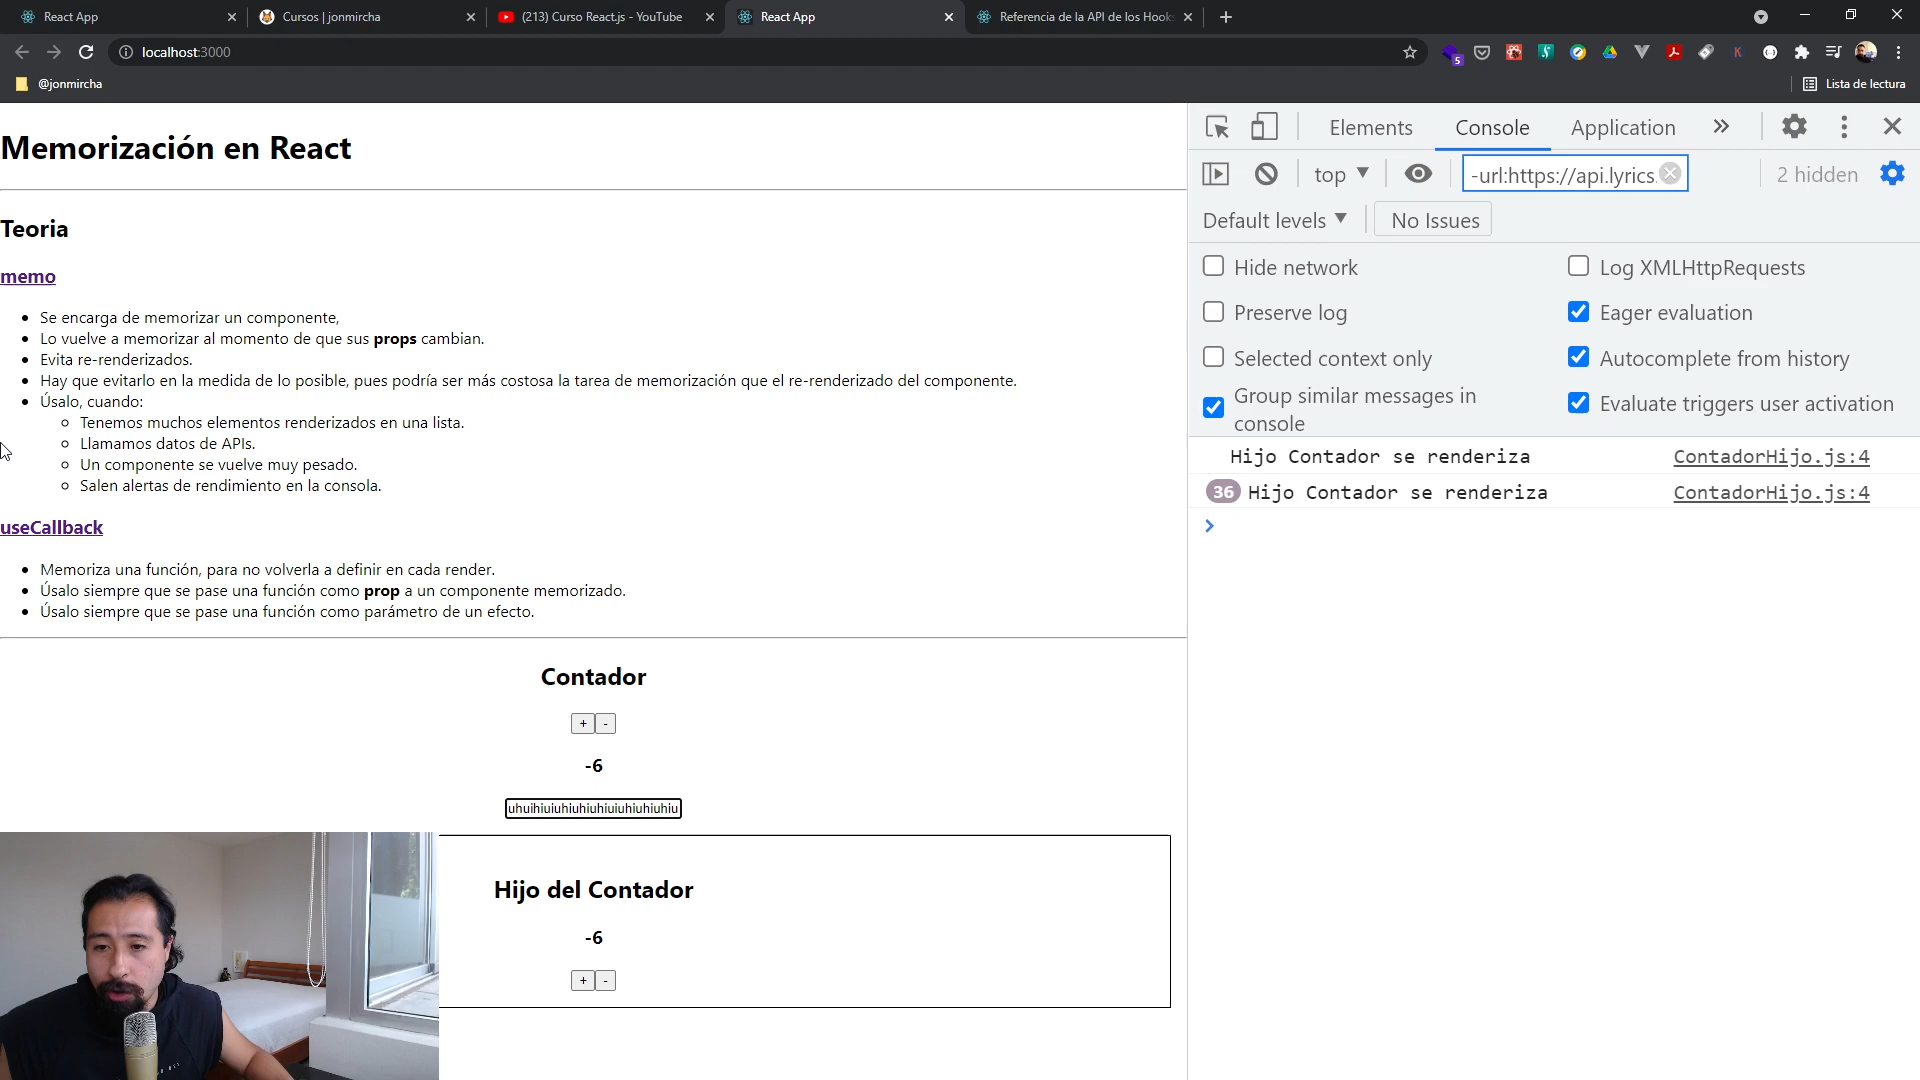 React App
Cursos | jonmircha
(213) Curso React.js - YouTube
React App
Referencia de la API de los Hook
localhost:3000
5
K
@jonmircha
Lista de lectura
Memorización en React
Teoria
memo
Se encarga de memorizar un componente,
Lo vuelve a memorizar al momento de que sus props cambian.
Evita re-renderizados.
Hay que evitarlo en la medida de lo posible, pues podría ser más costosa la tarea de memorización que el re-renderizado del componente.
Úsalo, cuando:
Tenemos muchos elementos renderizados en una lista.
Llamamos datos de APIs.
Un componente se vuelve muy pesado.
Salen alertas de rendimiento en la consola.
useCallback
Memoriza una función, para no volverla a definir en cada render.
Úsalo siempre que se pase una función como prop a un componente memorizado.
Úsalo siempre que se pase una función como parámetro de un efecto.
Contador
+ -
-6
uhuihiuiuhiuhiuhiuhiuiuhiuhiuhiu
Hijo del Contador
-6
+ -
Elements Console Application
top -url:https://api.lyrics. 2 hidden
Default levels No Issues
Hide network Log XMLHttpRequests
Preserve log Eager evaluation
Selected context only Autocomplete from history
Group similar messages in
console
Evaluate triggers user activation
Hijo Contador se renderiza ContadorHijo.js:4
36 Hijo Contador se renderiza ContadorHijo.js:4